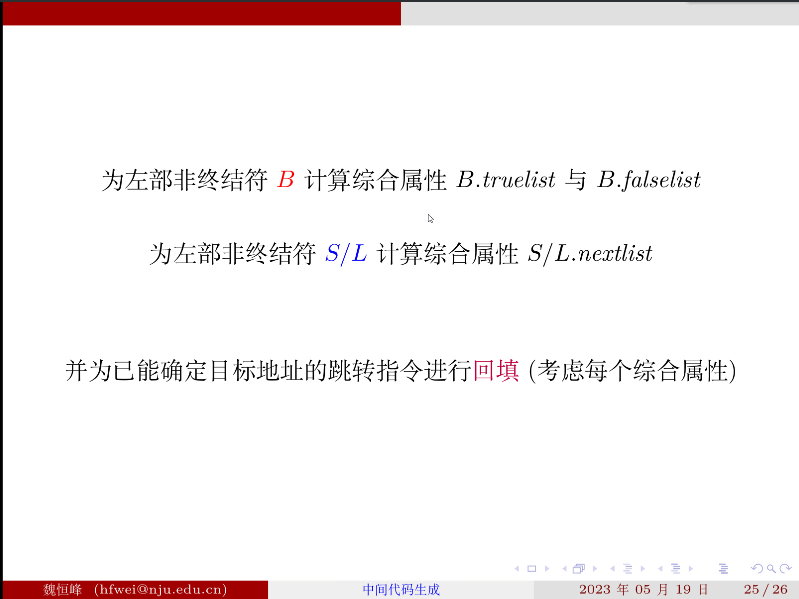 为左部非终结符 B 计算综合属性 B.truelist 与 B.falselist
为左部非终结符 S/L 计算综合属性 S/L.nextlist
并为已能确定目标地址的跳转指令进行回填 (考虑每个综合属性)
魏恒峰 (hfwei@nju.edu.cn) 中间代码生成 2023 年 05 月 19 日 25 / 26